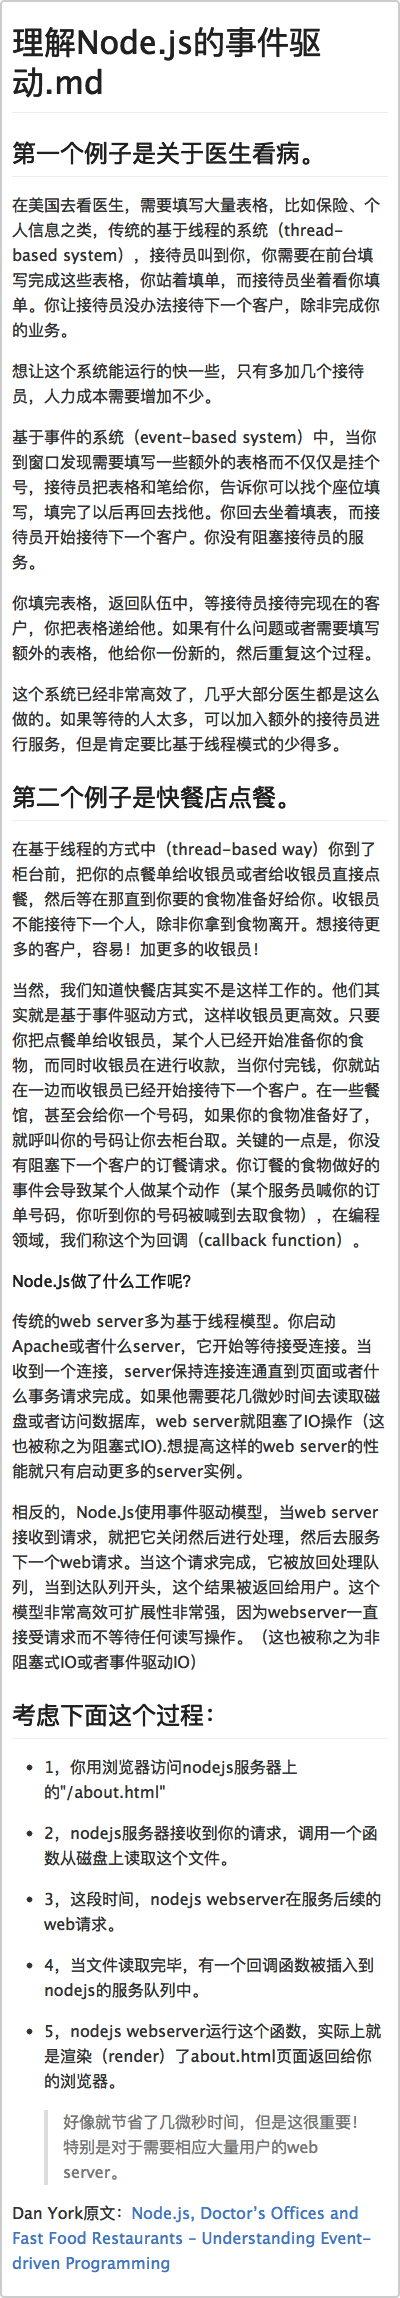 理解Node.js的事件驱
动.md
第一个例子是关于医生看病。
在美国去看医生，需要填写大量表格，比如保险、个
人信息之类，传统的基于线程的系统（thread-
based system），接待员叫到你，你需要在前台填
写完成这些表格，你站着填单，而接待员坐着看你填
单。你让接待员没办法接待下一个客户，除非完成你
的业务。
想让这个系统能运行的快一些，只有多加几个接待
员，人力成本需要增加不少。
基于事件的系统（event-based system）中，当你
到窗口发现需要填写一些额外的表格而不仅仅是挂个
号，接待员把表格和笔给你，告诉你可以找个座位填
写，填完了以后再回去找他。你回去坐着填表，而接
待员开始接待下一个客户。你没有阻塞接待员的服
务。
你填完表格，返回队伍中，等接待员接待完现在的客
户，你把表格递给他。如果有什么问题或者需要填写
额外的表格，他给你一份新的，然后重复这个过程。
这个系统已经非常高效了，几乎大部分医生都是这么
做的。如果等待的人太多，可以加入额外的接待员进
行服务，但是肯定要比基于线程模式的少得多。
第二个例子是快餐店点餐。
在基于线程的方式中（thread-based way）你到了
柜台前，把你的点餐单给收银员或者给收银员直接点
餐，然后等在那直到你要的食物准备好给你。收银员
不能接待下一个人，除非你拿到食物离开。想接待更
多的客户，容易！加更多的收银员！
当然，我们知道快餐店其实不是这样工作的。他们其
实就是基于事件驱动方式，这样收银员更高效。只要
你把点餐单给收银员，某个人已经开始准备你的食
物，而同时收银员在进行收款，当你付完钱，你就站
在一边而收银员已经开始接待下一个客户。在一些餐
馆，甚至会给你一个号码，如果你的食物准备好了，
就呼叫你的号码让你去柜台取。关键的一点是，你没
有阻塞下一个客户的订餐请求。你订餐的食物做好的
事件会导致某个人做某个动作（某个服务员喊你的订
单号码，你听到你的号码被喊到去取食物），在编程
领域，我们称这个为回调（callback function）。
Node.Js做了什么工作呢?
传统的web server多为基于线程模型。你启动
Apache或者什么server，它开始等待接受连接。当
收到一个连接，server保持连接连通直到页面或者什
么事务请求完成。如果他需要花几微妙时间去读取磁
盘或者访问数据库，web server就阻塞了IO操作（这
也被称之为阻塞式IO).想提高这样的web server的性
能就只有启动更多的server实例。
相反的，Node.Js使用事件驱动模型，当web server
接收到请求，就把它关闭然后进行处理，然后去服务
下一个web请求。当这个请求完成，它被放回处理队
列，当到达队列开头，这个结果被返回给用户。这个
模型非常高效可扩展性非常强，因为webserver一直
接受请求而不等待任何读写操作。（这也被称之为非
阻塞式IO或者事件驱动IO）
考虑下面这个过程：
• 1，你用浏览器访问nodejs服务器上
的"/about.html"
• 2，nodejs服务器接收到你的请求，调用一个函
数从磁盘上读取这个文件。
• 3，这段时间，nodejs webserver在服务后续的
web请求。
• 4，当文件读取完毕，有一个回调函数被插入到
nodejs的服务队列中。
• 5，nodejs webserver运行这个函数，实际上就
是渲染（render）了about.html页面返回给你
的浏览器。
好像就节省了几微秒时间，但是这很重要！
特别是对于需要相应大量用户的web
server。
Dan York原文：Node.js, Doctor’s Offices and
Fast Food Restaurants – Understanding Event-
driven Programming